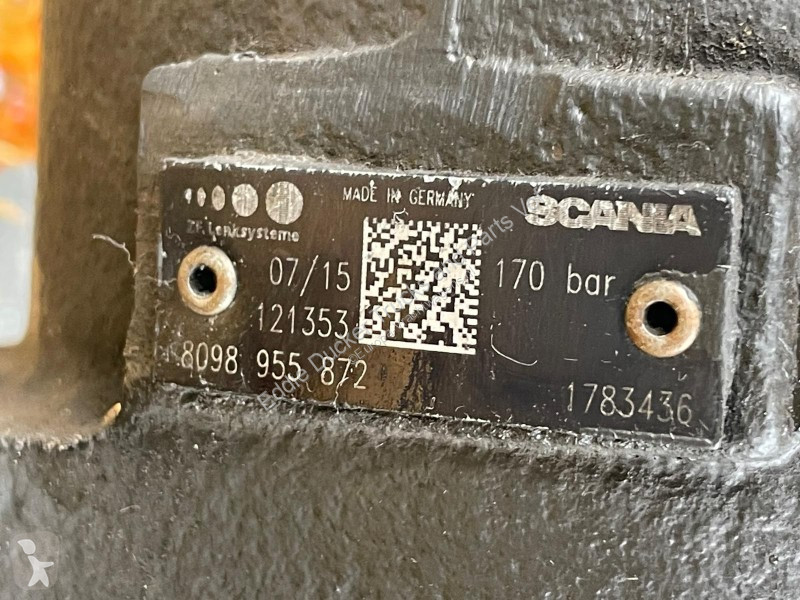 MADE IN GERMANY
SCANIA
ZF Lenksysteme
07/15
170 bar
121353
8098 955 872
1783436